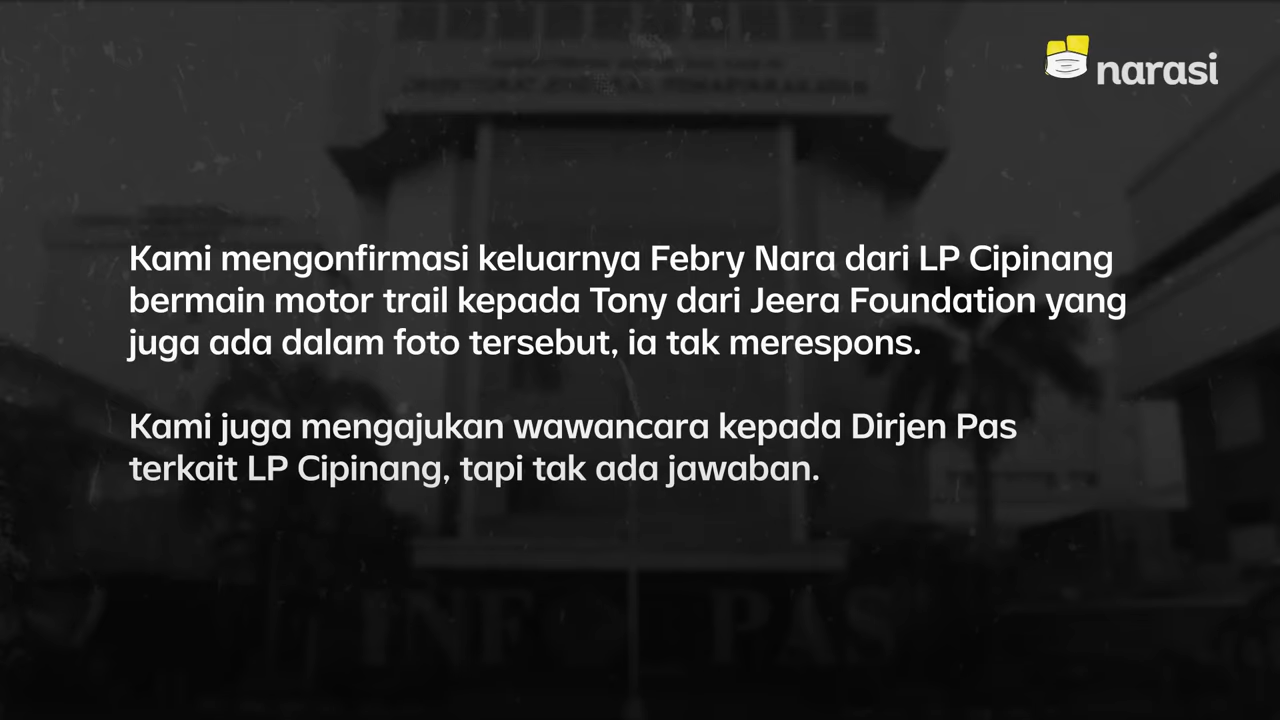 narasi
Kami mengonfirmasi keluarnya Febry Nara dari LP Cipinang
bermain motor trail kepada Tony dari Jeera Foundation yang
juga ada dalam foto tersebut, ia tak merespons.
Kami juga mengajukan wawancara kepada Dirjen Pas
terkait LP Cipinang, tapi tak ada jawaban.
INFO PAS